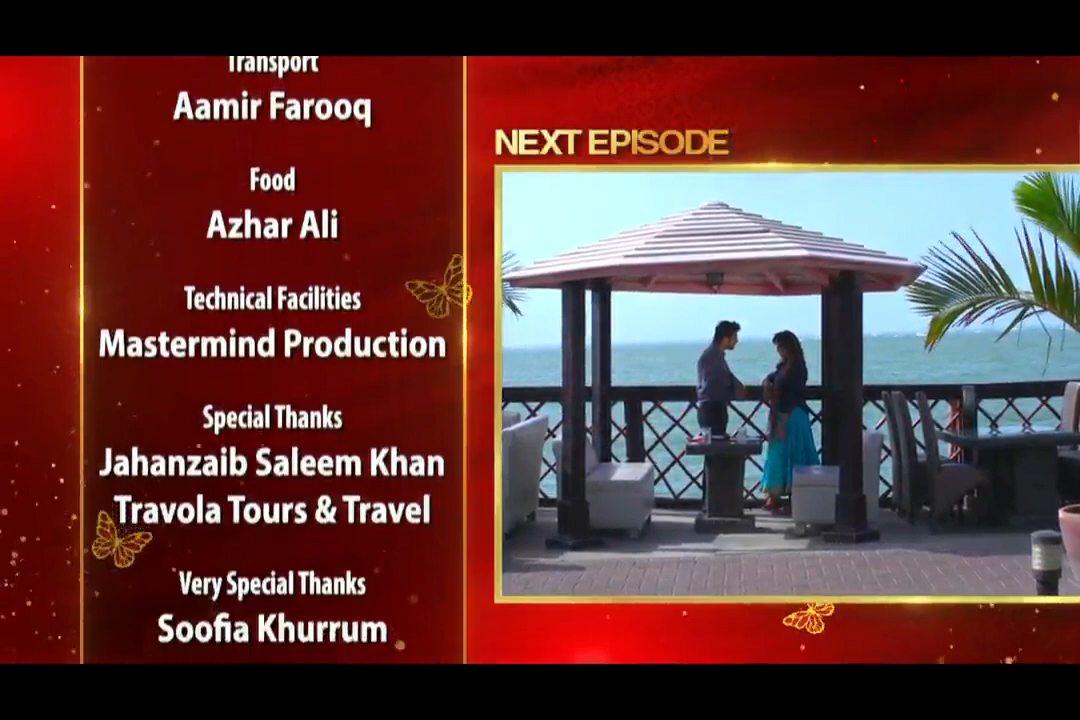 Transport
Aamir Farooq
Food
Azhar Ali
Technical Facilities
Mastermind Production
Special Thanks
Jahanzaib Saleem Khan
Travola Tours & Travel
Very Special Thanks
Soofia Khurrum
NEXT EPISODE